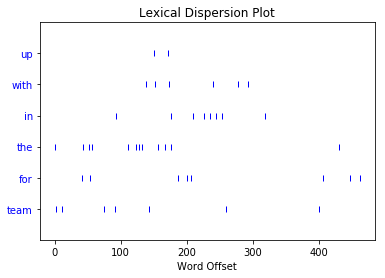 Lexical Dispersion Plot
up
with
in
the
for
team
0 100 200 300 400
Word Offset